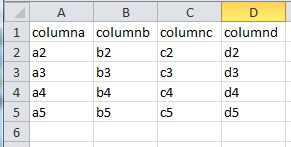 A B C D
1 columna columnb columnc columnd
2 a2 b2 c2 d2
3 a3 b3 c3 d3
4 a4 b4 c4 d4
5 a5 b5 c5 d5
6